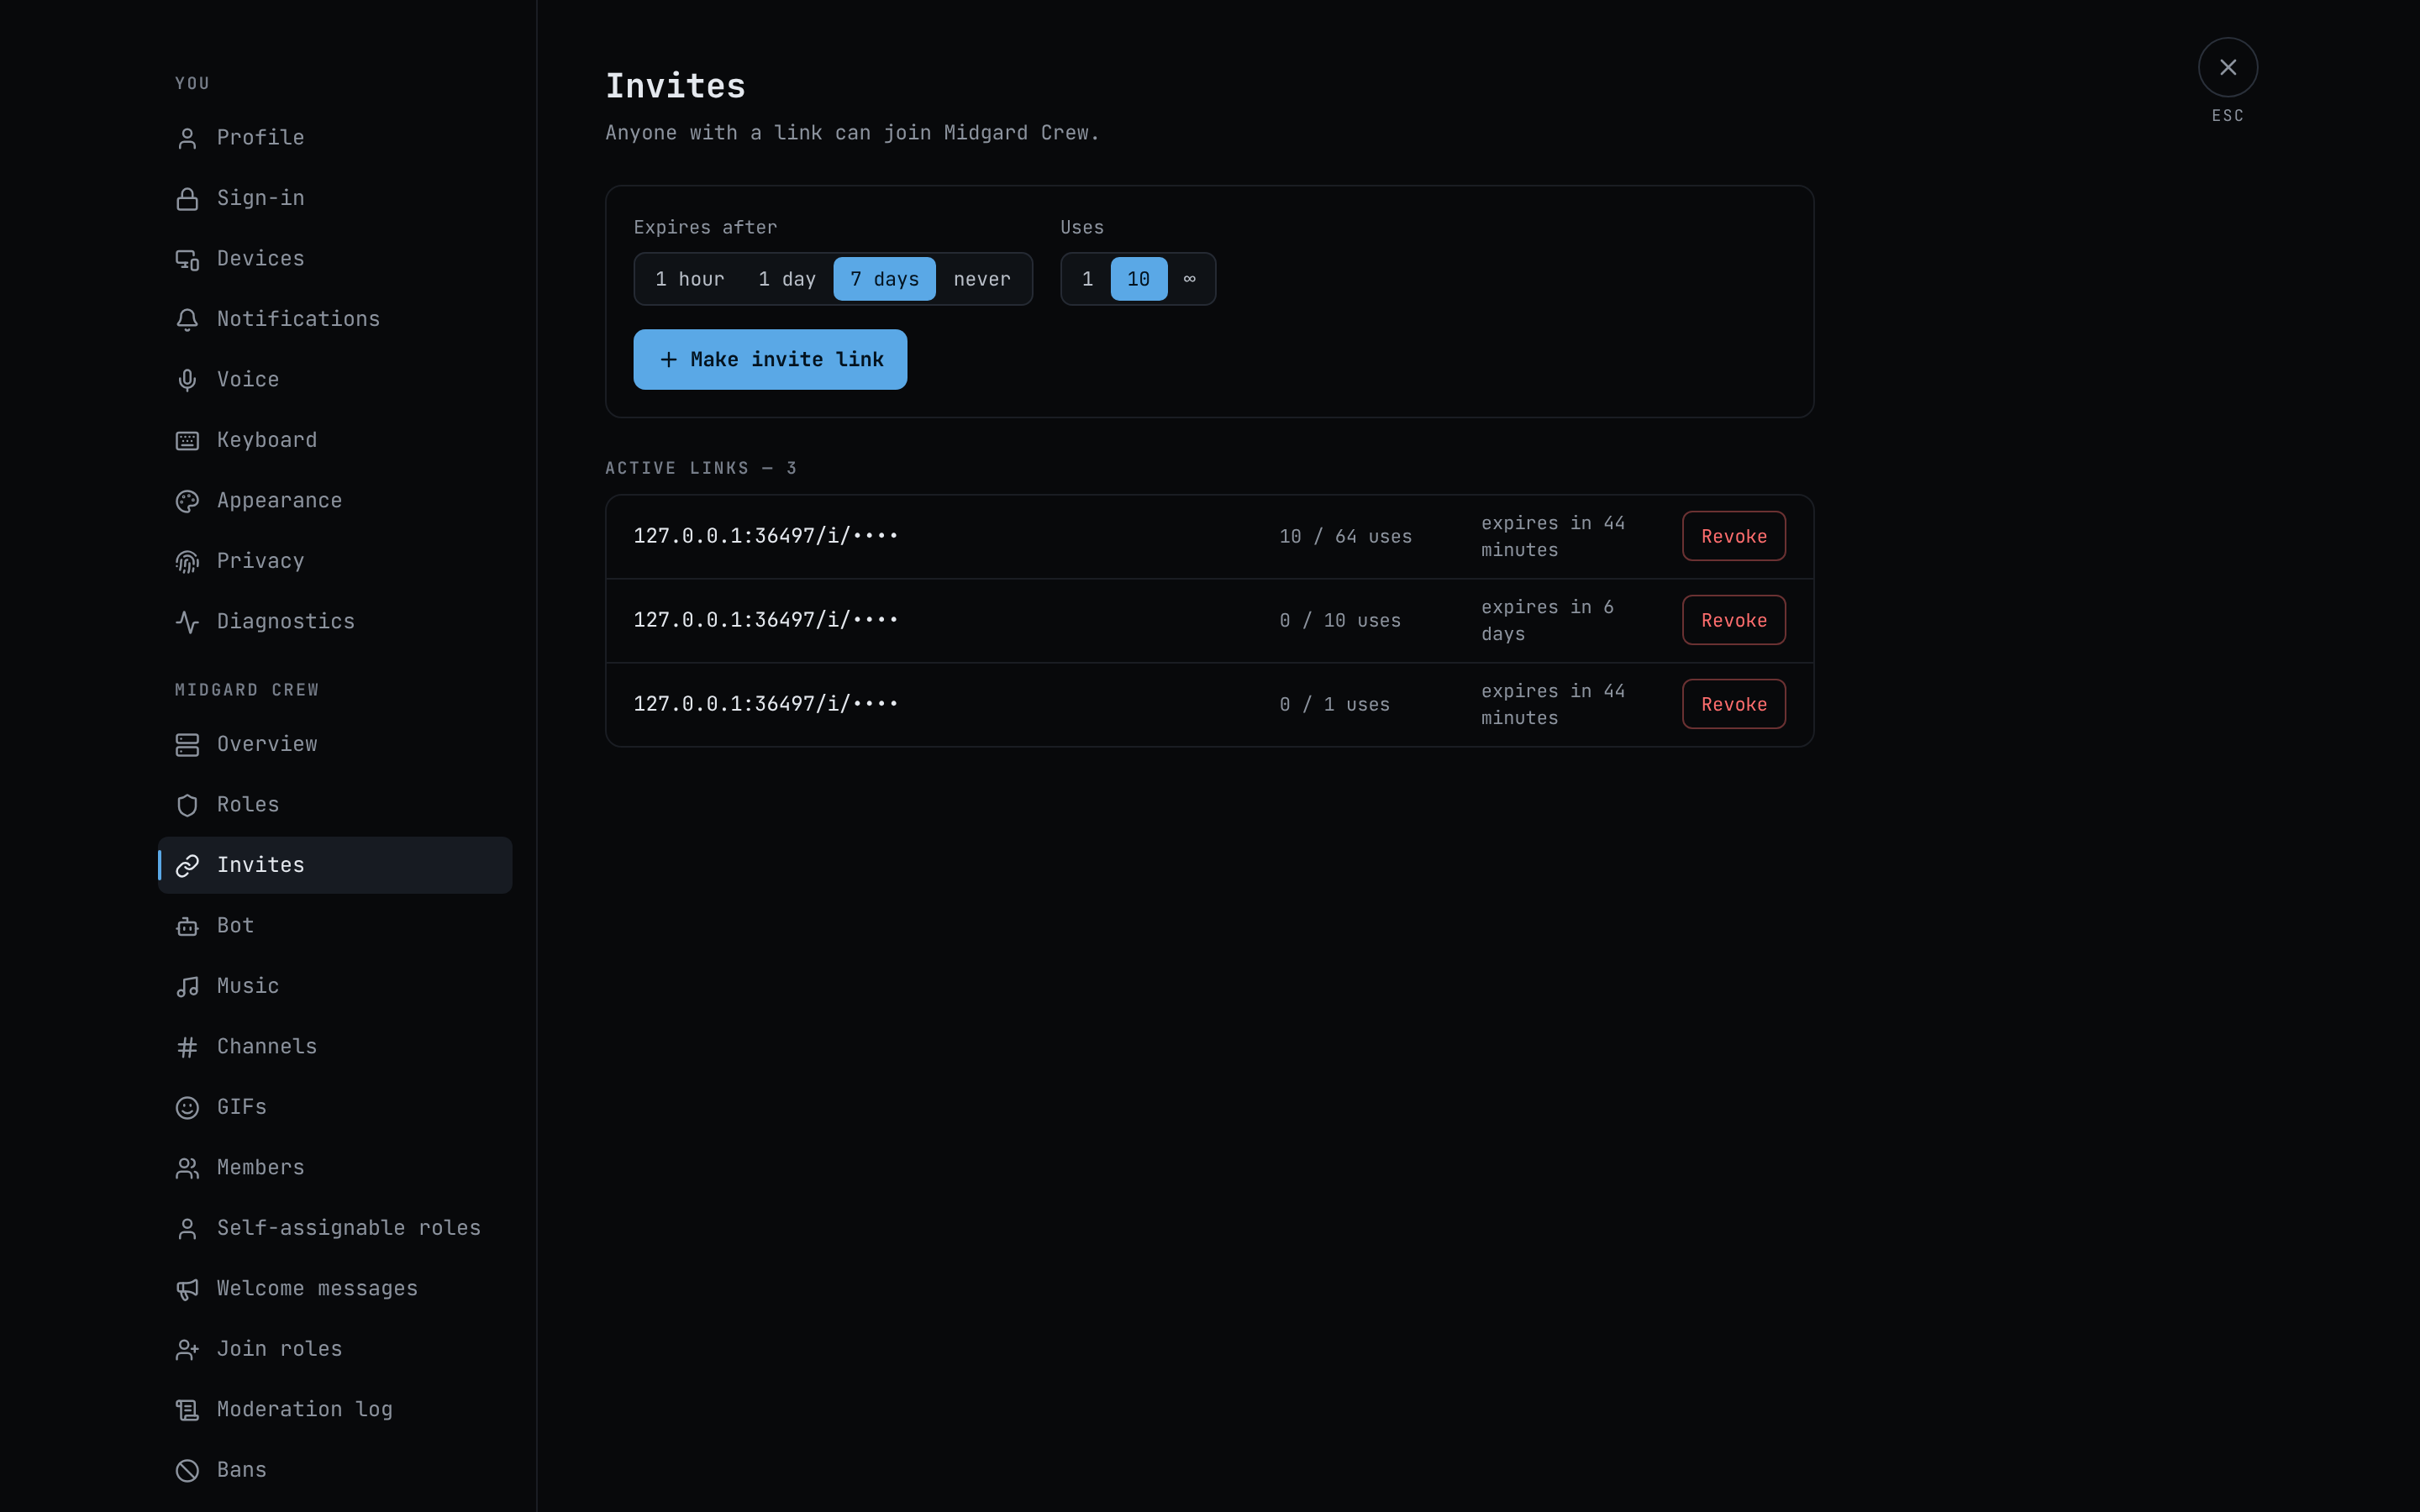 YOU
Profile
Sign-in
Devices
Notifications
Voice
Keyboard
Appearance
Privacy
Diagnostics
MIDGARD CREW
Overview
Roles
Invites
Bot
Music
Channels
GIFs
Members
Self-assignable roles
Welcome messages
Join roles
Moderation log
Bans
Invites
Anyone with a link can join Midgard Crew.
ESC
Expires after
Uses
1 hour 1 day 7 days never
1 10 ∞
+ Make invite link
ACTIVE LINKS — 3
127.0.0.1:36497/i/•••• 10 / 64 uses expires in 44 minutes Revoke
127.0.0.1:36497/i/•••• 0 / 10 uses expires in 6 days Revoke
127.0.0.1:36497/i/•••• 0 / 1 uses expires in 44 minutes Revoke